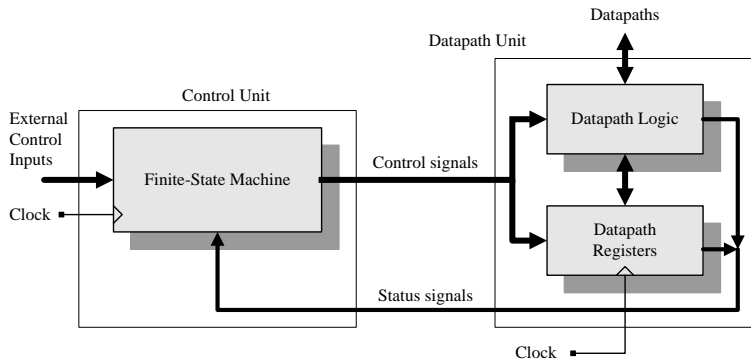 Datapaths
Datapath Unit
Control Unit
External
Control
Inputs
Finite-State Machine
Control signals
Datapath Logic
Clock
Datapath
Registers
Status signals
Clock